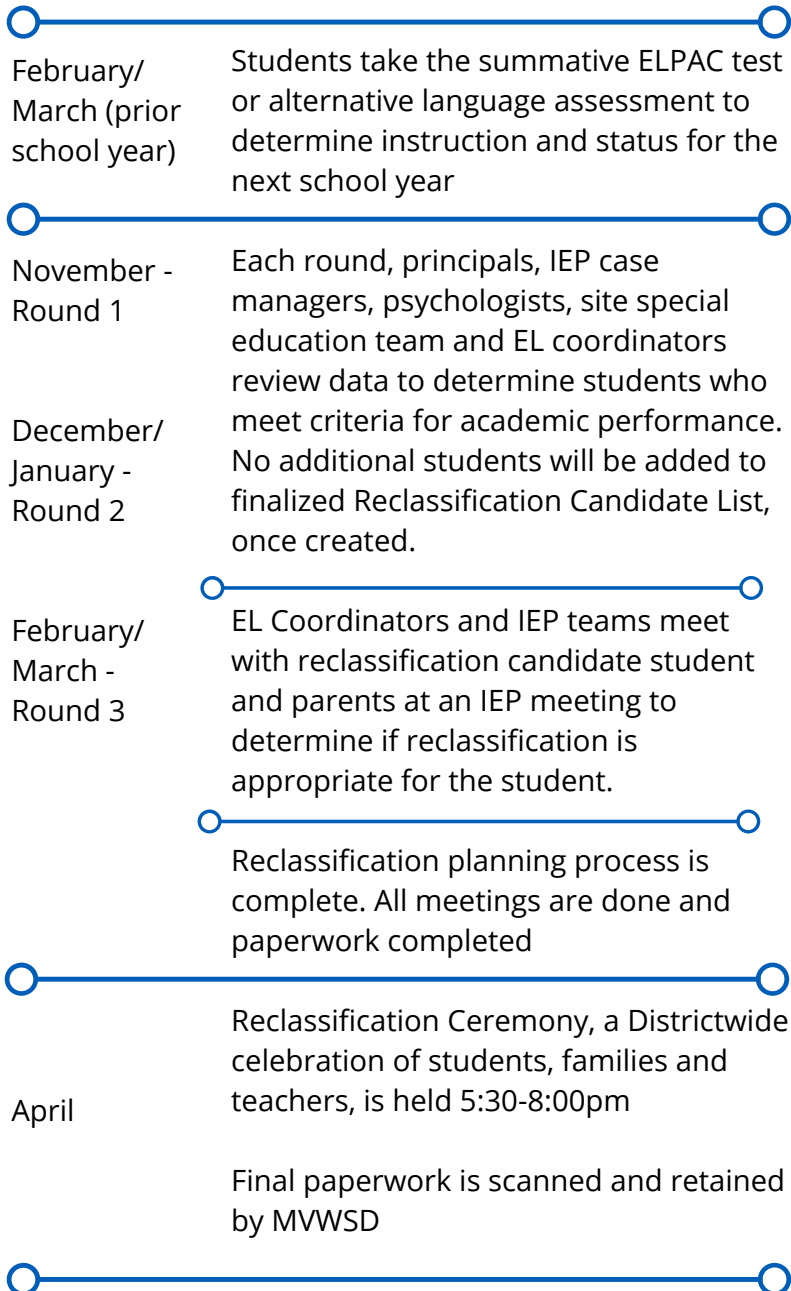 February/
March (prior
school year)
Students take the summative ELPAC test
or alternative language assessment to
determine instruction and status for the
next school year
November -
Round 1
December/
January -
Round 2
February/
March -
Round 3
Each round, principals, IEP case
managers, psychologists, site special
education team and EL coordinators
review data to determine students who
meet criteria for academic performance.
No additional students will be added to
finalized Reclassification Candidate List,
once created.
EL Coordinators and IEP teams meet
with reclassification candidate student
and parents at an IEP meeting to
determine if reclassification is
appropriate for the student.
Reclassification planning process is
complete. All meetings are done and
paperwork completed
April
Reclassification Ceremony, a Districtwide
celebration of students, families and
teachers, is held 5:30-8:00pm
Final paperwork is scanned and retained
by MVWSD